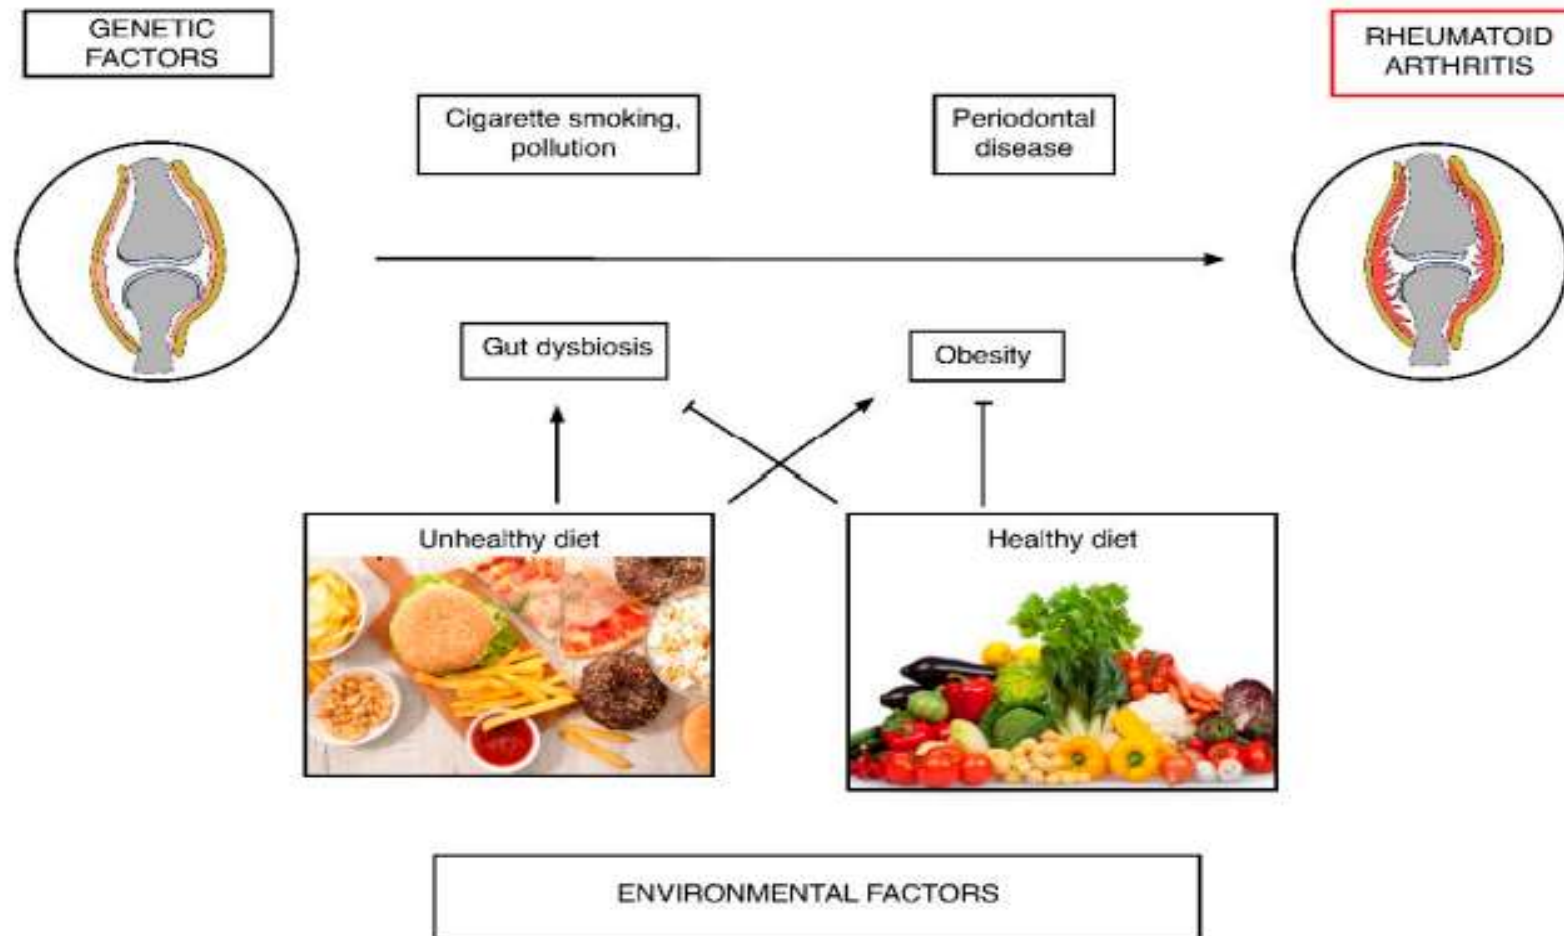 GENETIC
FACTORS
RHEUMATOID
ARTHRITIS
Cigarette smoking,
pollution
Periodontal
disease
Gut dysbiosis
Obesity
Unhealthy diet
Healthy diet
ENVIRONMENTAL FACTORS